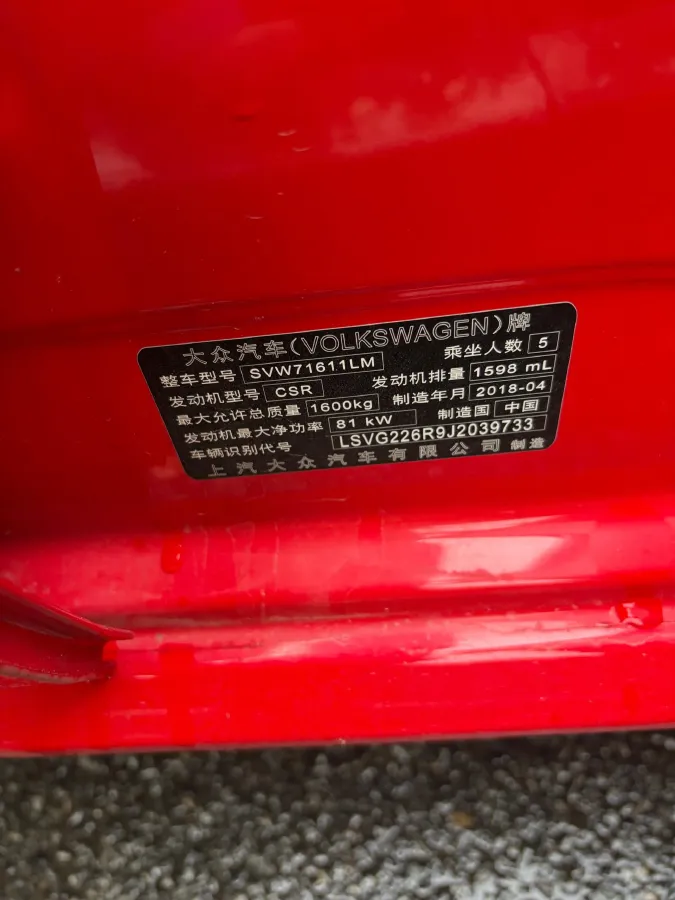 大众汽车(VOLKSWAGEN)牌
整车型号 SVW71611LM 乘坐人数 5
发动机型号 CSR 发动机排量 1598 mL
最大允许总质量 1600kg 制造年月 2018-04
发动机最大净功率 81 kW 制造国 中国
车辆识别代号 LSVG226R9J2039733
上汽大众汽车有限公司 制造